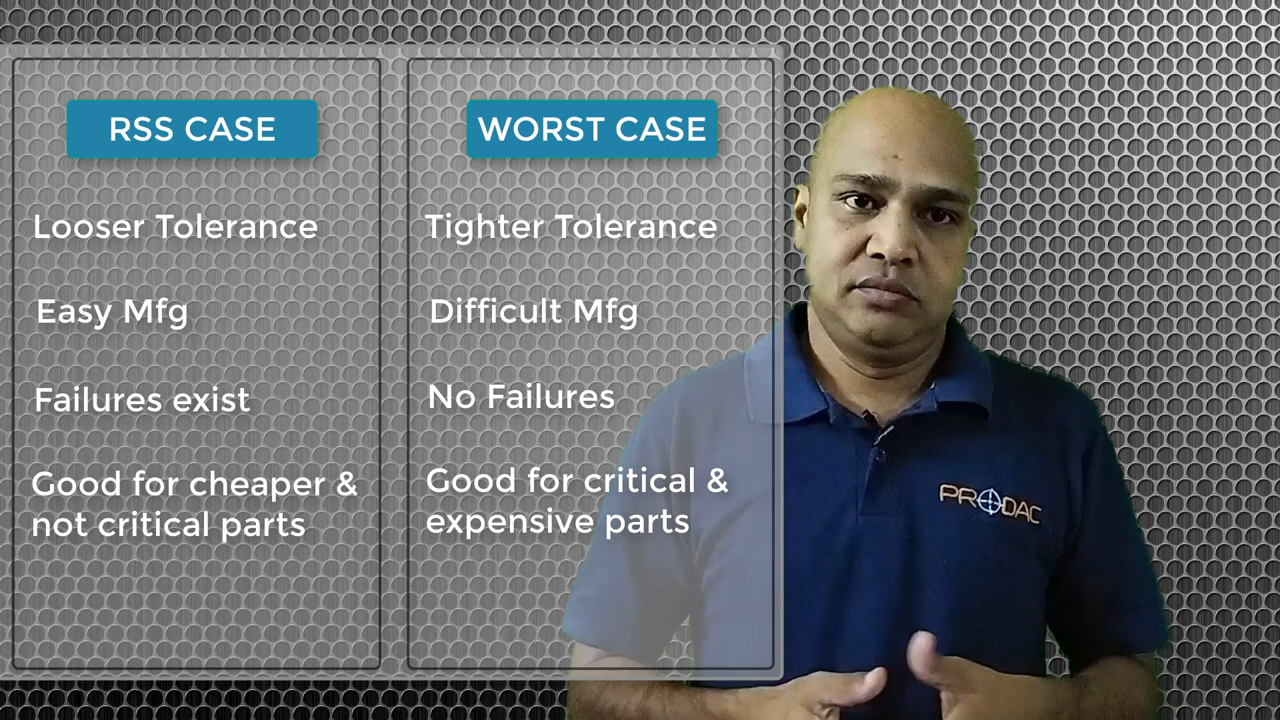 RSS CASE
Looser Tolerance
Easy Mfg
Failures exist
Good for cheaper &
not critical parts
WORST CASE
Tighter Tolerance
Difficult Mfg
No Failures
Good for critical &
expensive parts
PRODAC